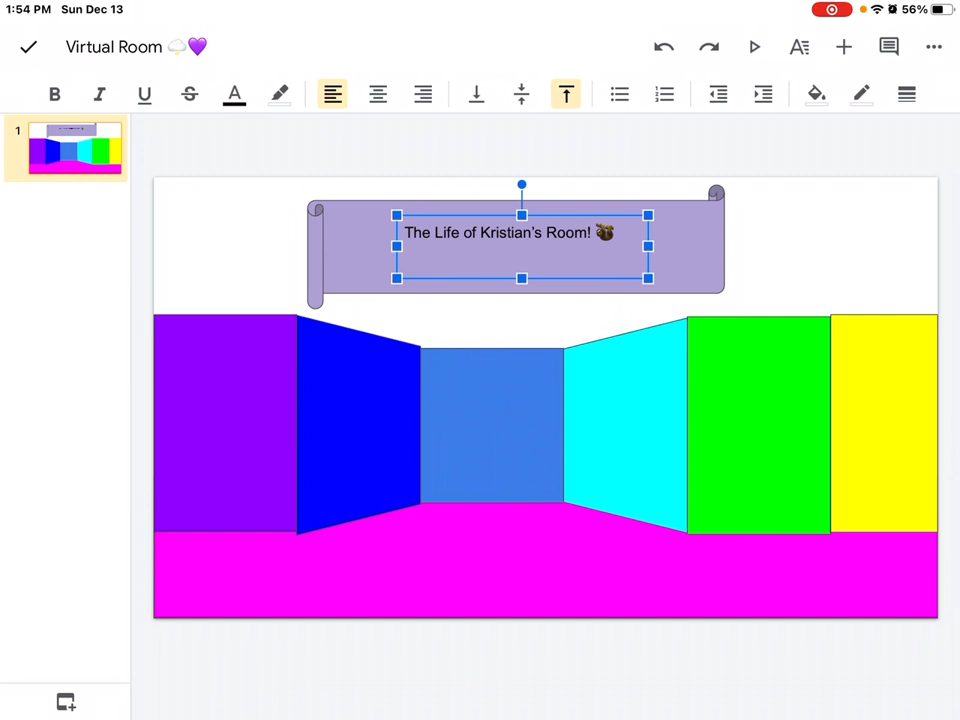 1:54 PM Sun Dec 13
56%
Virtual Room 🌩️💜
B I U S A
1
The Life of Kristian’s Room! 🦥